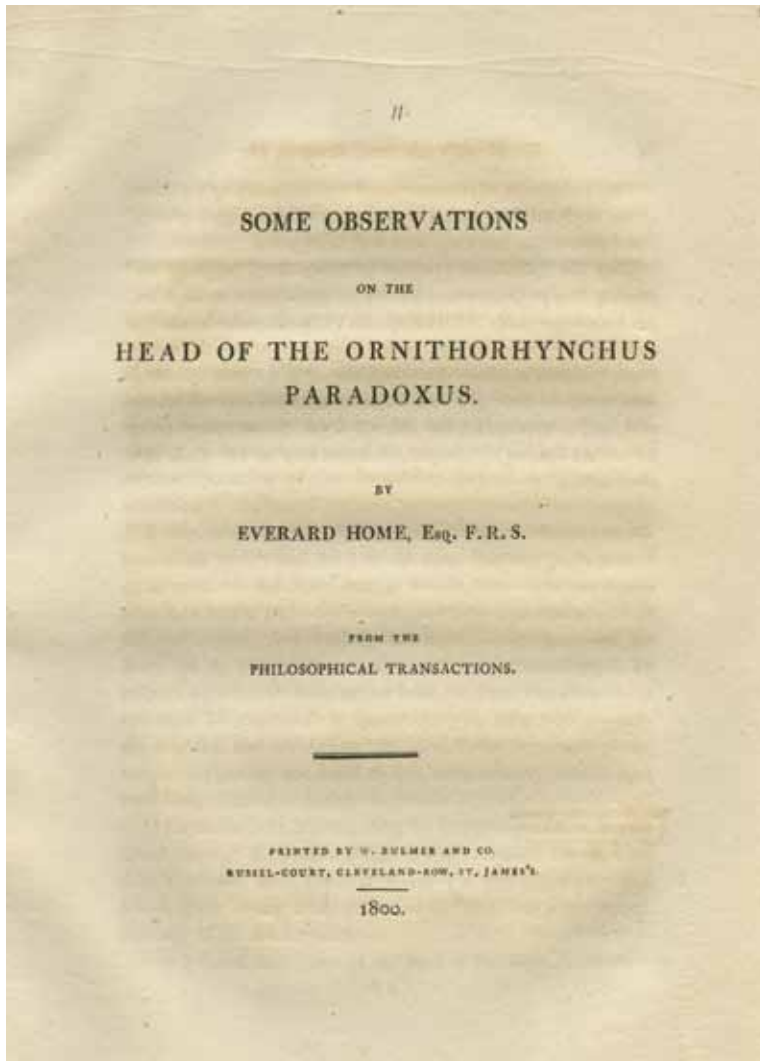 11
SOME OBSERVATIONS
ON THE
HEAD OF THE ORNITHORHYNCHUS
PARADOXUS.
BY
EVERARD HOME, Esq. F.R.S.
FROM THE
PHILOSOPHICAL TRANSACTIONS.
PRINTED BY W. BULMER AND CO.
RUSSEL-COURT, CLEVELAND-ROW, ST. JAMES'S.
1800.